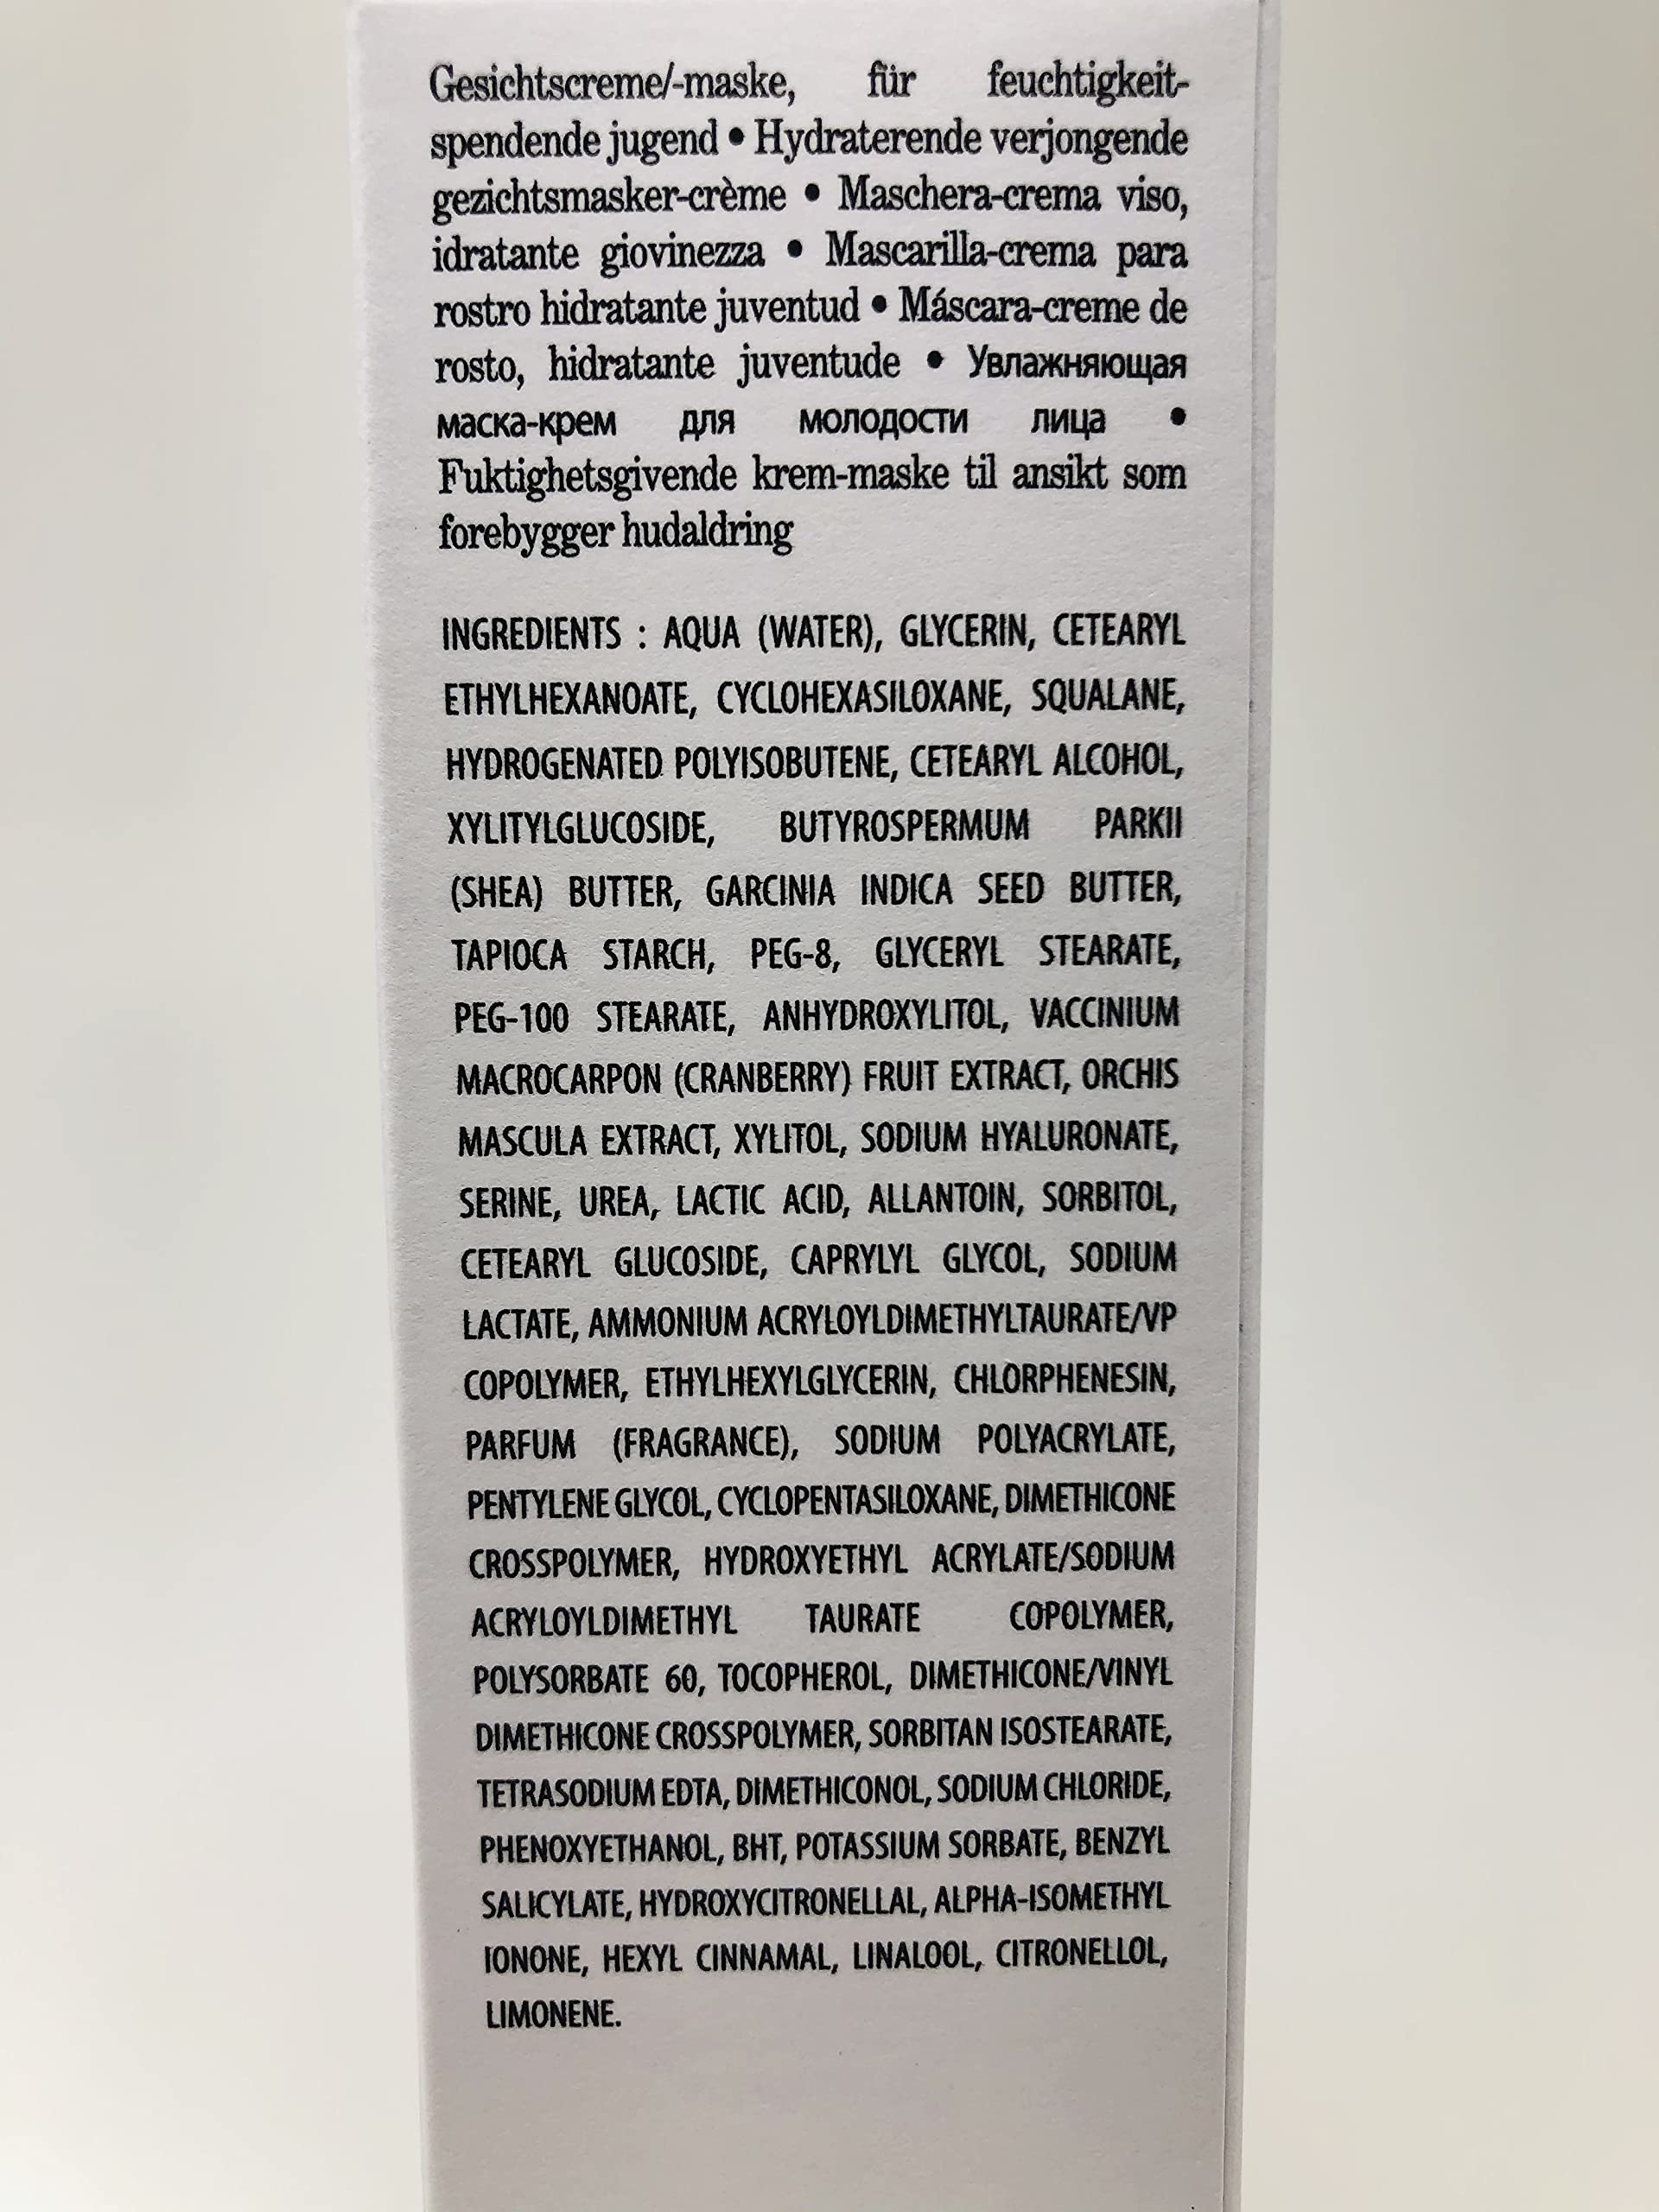 Gesichtscreme/-maske, für feuchtigkeit-
spendende jugend • Hydraterende verjongende
gezichtsmasker-crème • Maschera-crema viso,
idratante giovinezza • Mascarilla-crema para
rostro hidratante juventud • Máscara-creme de
rosto, hidratante juventude • Увлажняющая
маска-крем для молодости лица •
Fuktighetsgivende krem-maske til ansikt som
forebygger hudaldring
INGREDIENTS : AQUA (WATER), GLYCERIN, CETEARYL
ETHYLHEXANOATE, CYCLOHEXASILOXANE, SQUALANE,
HYDROGENATED POLYISOBUTENE, CETEARYL ALCOHOL,
XYLITYLGLUCOSIDE, BUTYROSPERMUM PARKII
(SHEA) BUTTER, GARCINIA INDICA SEED BUTTER,
TAPIOCA STARCH, PEG-8, GLYCERYL STEARATE,
PEG-100 STEARATE, ANHYDROXYLITOL, VACCINIUM
MACROCARPON (CRANBERRY) FRUIT EXTRACT, ORCHIS
MASCULA EXTRACT, XYLITOL, SODIUM HYALURONATE,
SERINE, UREA, LACTIC ACID, ALLANTOIN, SORBITOL,
CETEARYL GLUCOSIDE, CAPRYLYL GLYCOL, SODIUM
LACTATE, AMMONIUM ACRYLOYLDIMETHYLTAURATE/VP
COPOLYMER, ETHYLHEXYLGLYCERIN, CHLORPHENESIN,
PARFUM (FRAGRANCE), SODIUM POLYACRYLATE,
PENTYLENE GLYCOL, CYCLOPENTASILOXANE, DIMETHICONE
CROSSPOLYMER, HYDROXYETHYL ACRYLATE/SODIUM
ACRYLOYLDIMETHYL TAURATE COPOLYMER,
POLYSORBATE 60, TOCOPHEROL, DIMETHICONE/VINYL
DIMETHICONE CROSSPOLYMER, SORBITAN ISOSTEARATE,
TETRASODIUM EDTA, DIMETHICONOL, SODIUM CHLORIDE,
PHENOXYETHANOL, BHT, POTASSIUM SORBATE, BENZYL
SALICYLATE, HYDROXYCITRONELLAL, ALPHA-ISOMETHYL
IONONE, HEXYL CINNAMAL, LINALOOL, CITRONELLOL,
LIMONENE.